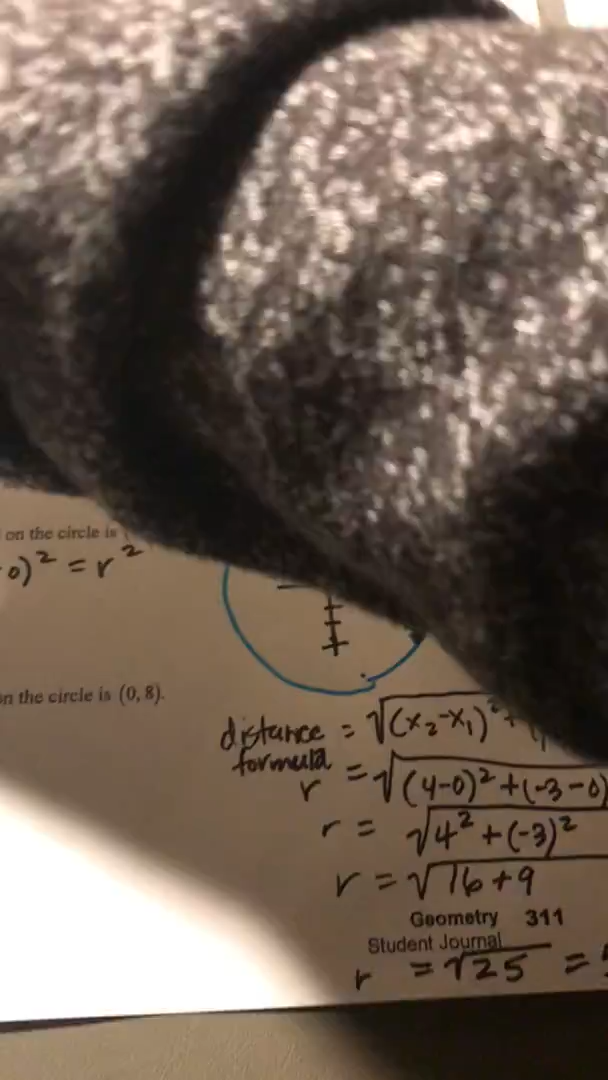 on the circle is
0)² = r²
on the circle is (0, 8).
distance = √(x₂-x₁)² +
formula
r = √(4-0)² + (-3-0)
r = √4² + (-3)²
r = √16 + 9
Geometry 311
Student Journal
r = √25 =